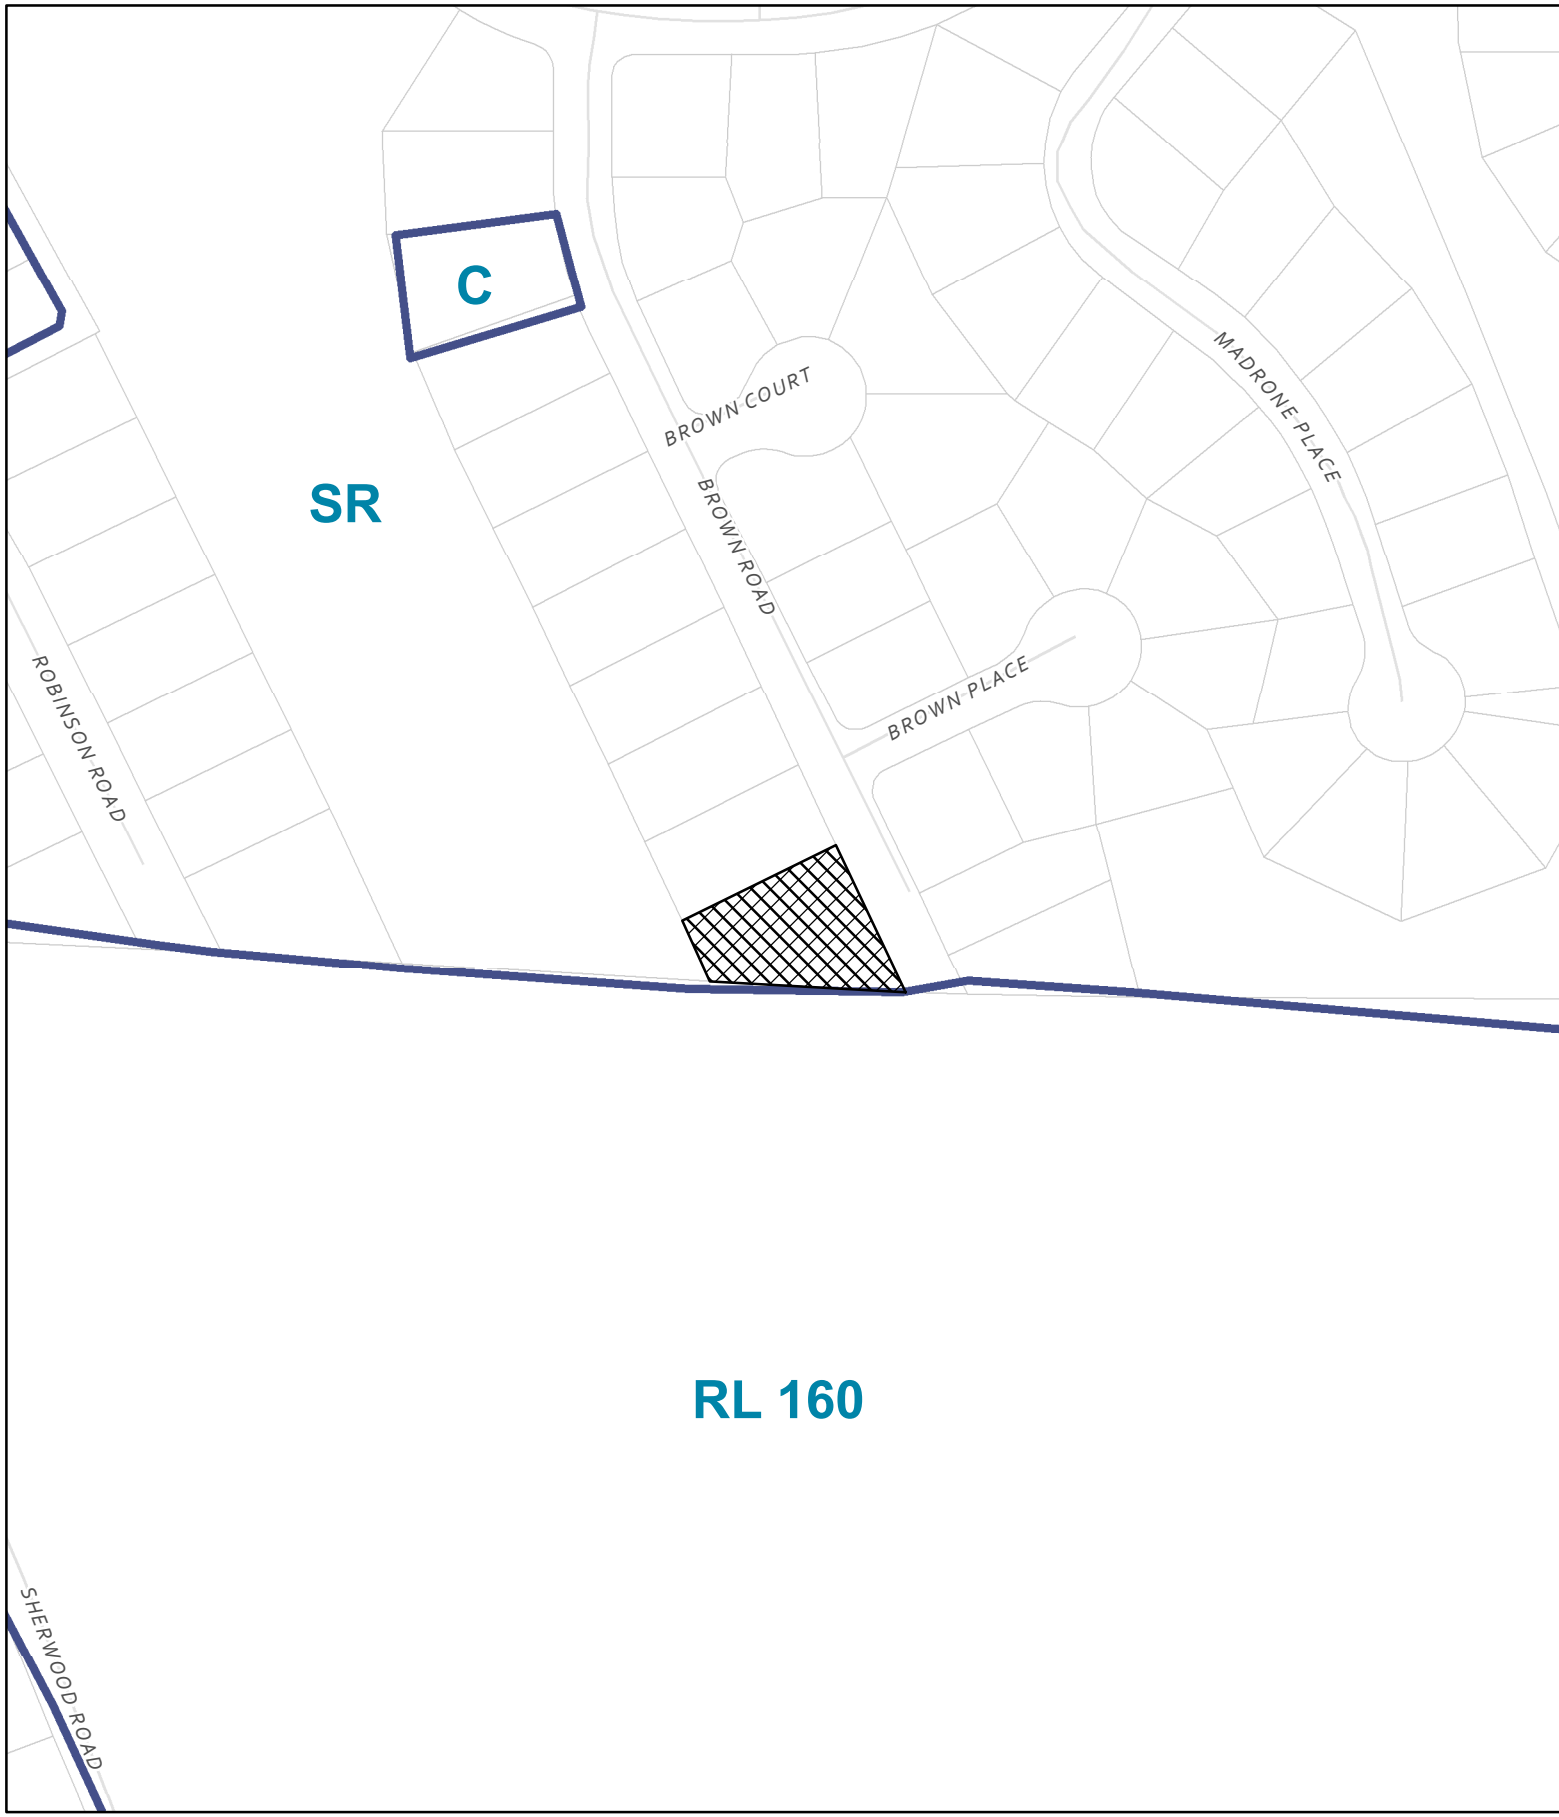 C
MADRONE PLACE
BROWN COURT
SR
BROWN ROAD
ROBINSON ROAD
BROWN PLACE
RL 160
SHERWOOD ROAD